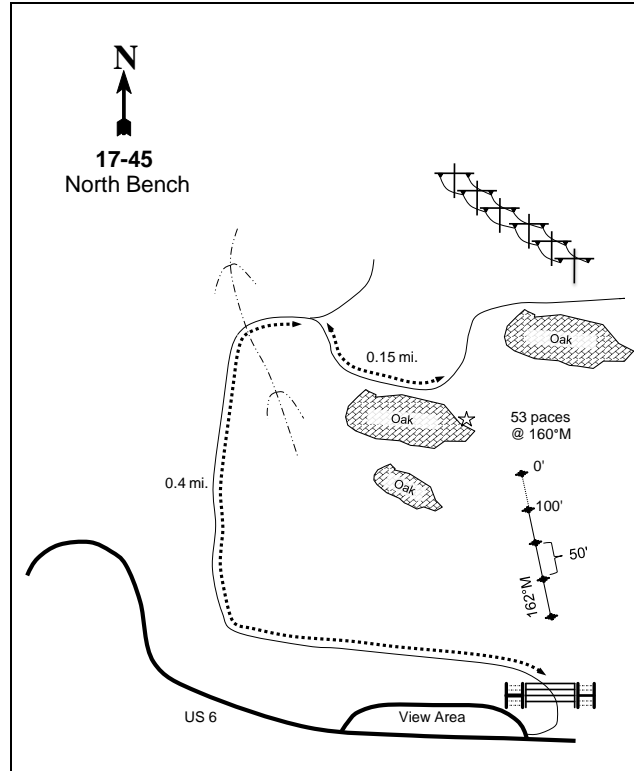 N
17-45
North Bench
Oak
0.15 mi.
Oak
53 paces
@ 160°M
0'
Oak
0.4 mi.
100'
50'
162°M
US 6
View Area